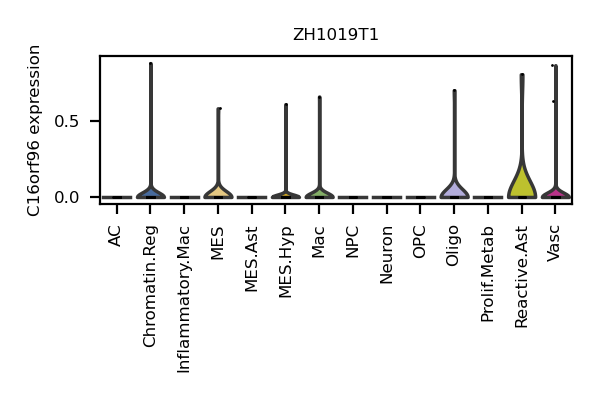 ZH1019T1
C16orf96 expression
0.5
0.0
AC
Chromatin.Reg
Inflammatory.Mac
MES
MES.Ast
MES.Hyp
Mac
NPC
Neuron
OPC
Oligo
Prolif.Metab
Reactive.Ast
Vasc